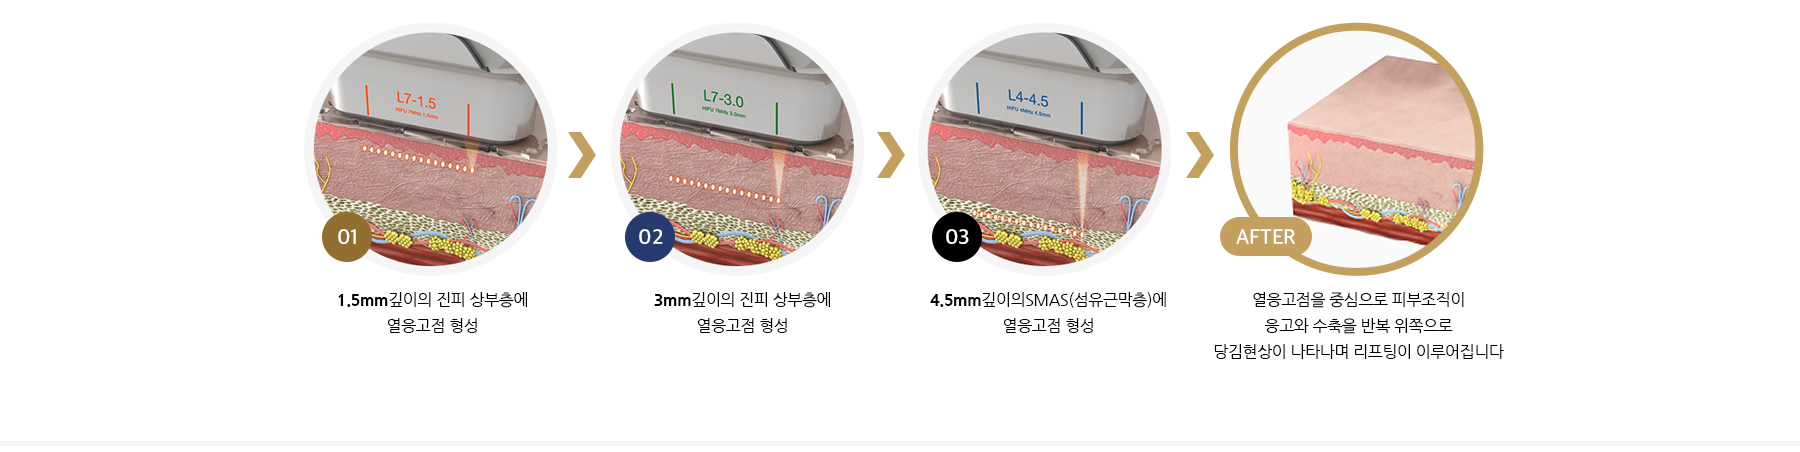 L7-1.5
HIFU 7MHz 1.5mm
01
1.5mm깊이의 진피 상부층에
열응고점 형성
L7-3.0
HIFU 7MHz 3.0mm
02
3mm깊이의 진피 상부층에
열응고점 형성
L4-4.5
HIFU 4MHz 4.5mm
03
4.5mm깊이의SMAS(섬유근막층)에
열응고점 형성
AFTER
열응고점을 중심으로 피부조직이
응고와 수축을 반복 위쪽으로
당김현상이 나타나며 리프팅이 이루어집니다